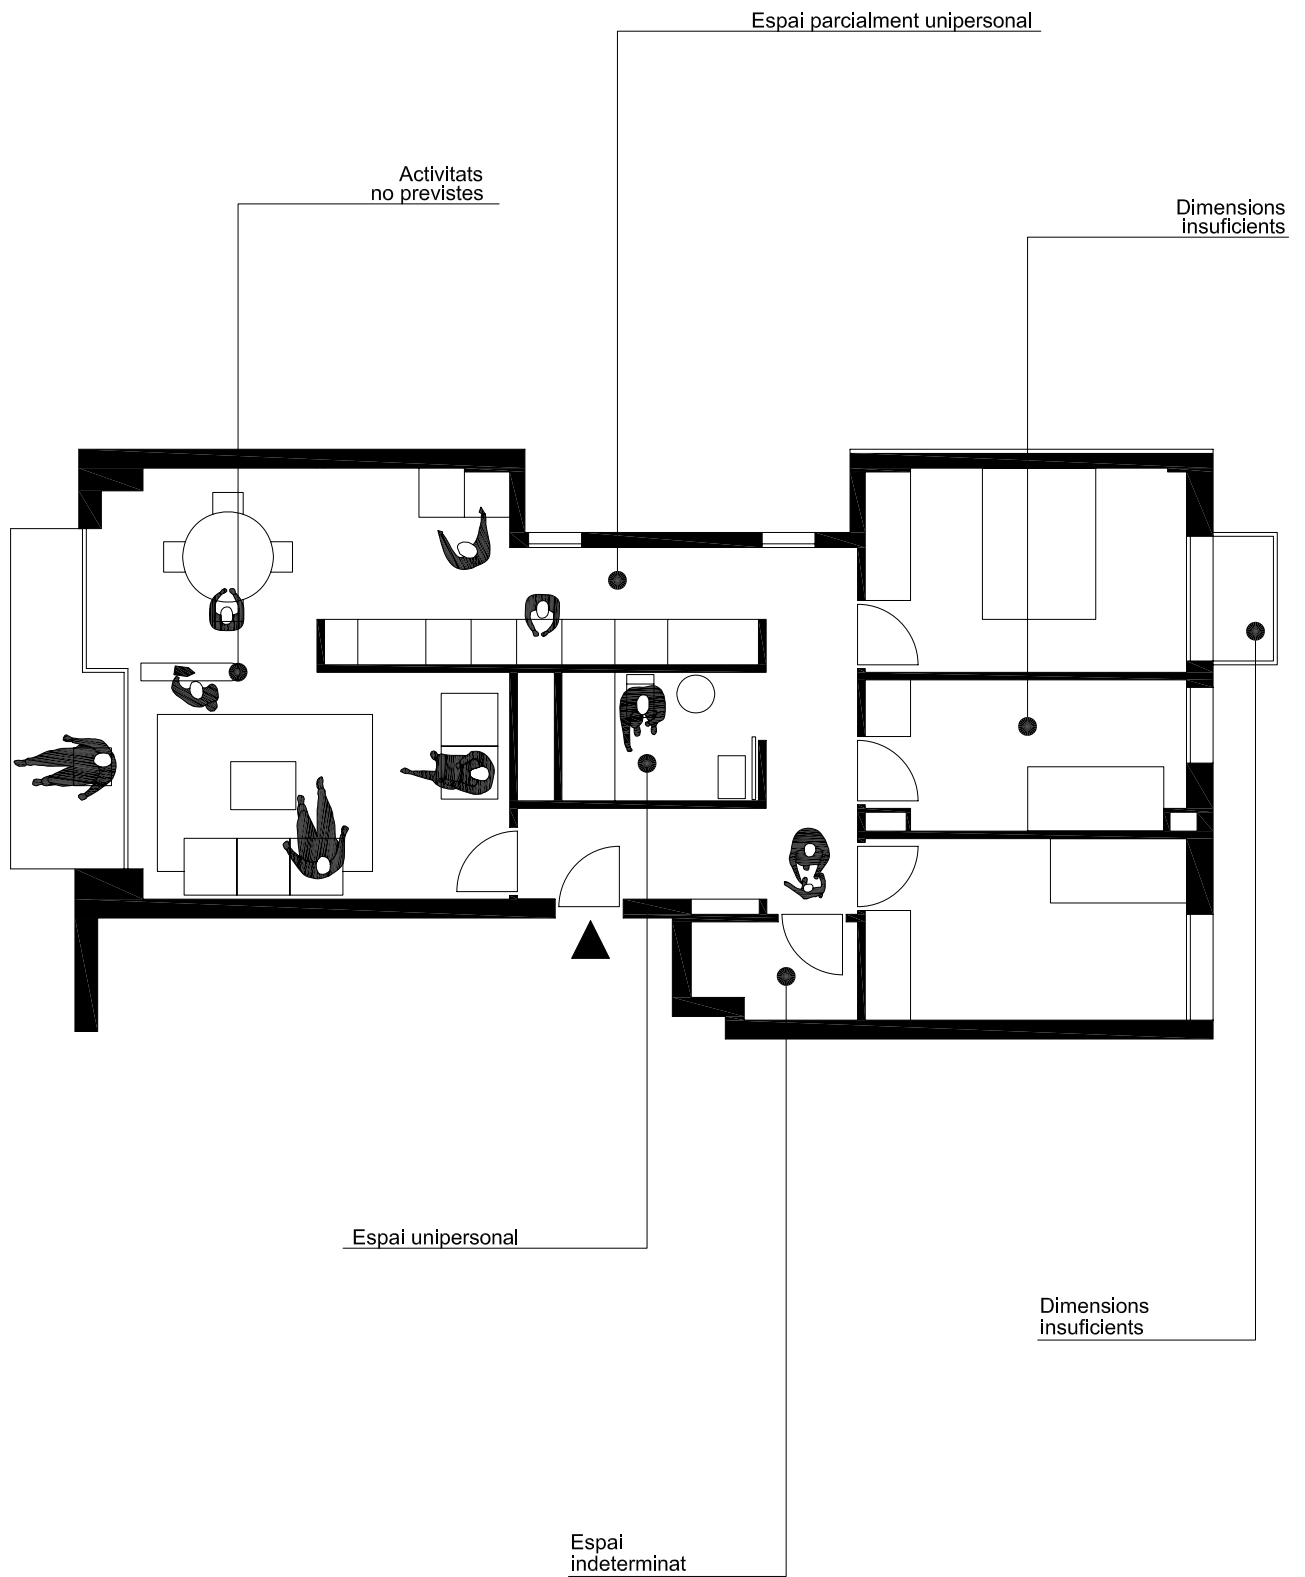 Espai parcialment unipersonal
Activitats
no previstes
Dimensions
insuficients
Espai unipersonal
Dimensions
insuficients
Espai
indeterminat